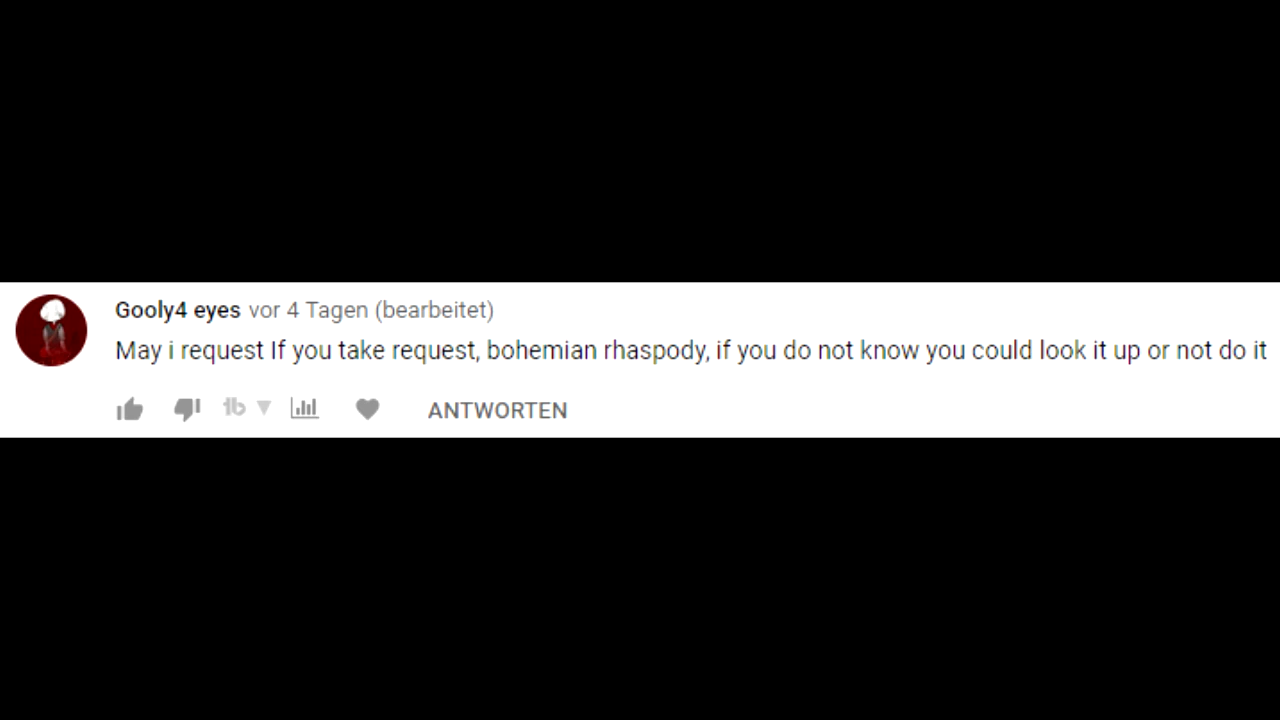 Gooly4 eyes vor 4 Tagen (bearbeitet)
May i request If you take request, bohemian rhaspody, if you do not know you could look it up or not do it
ANTWORTEN